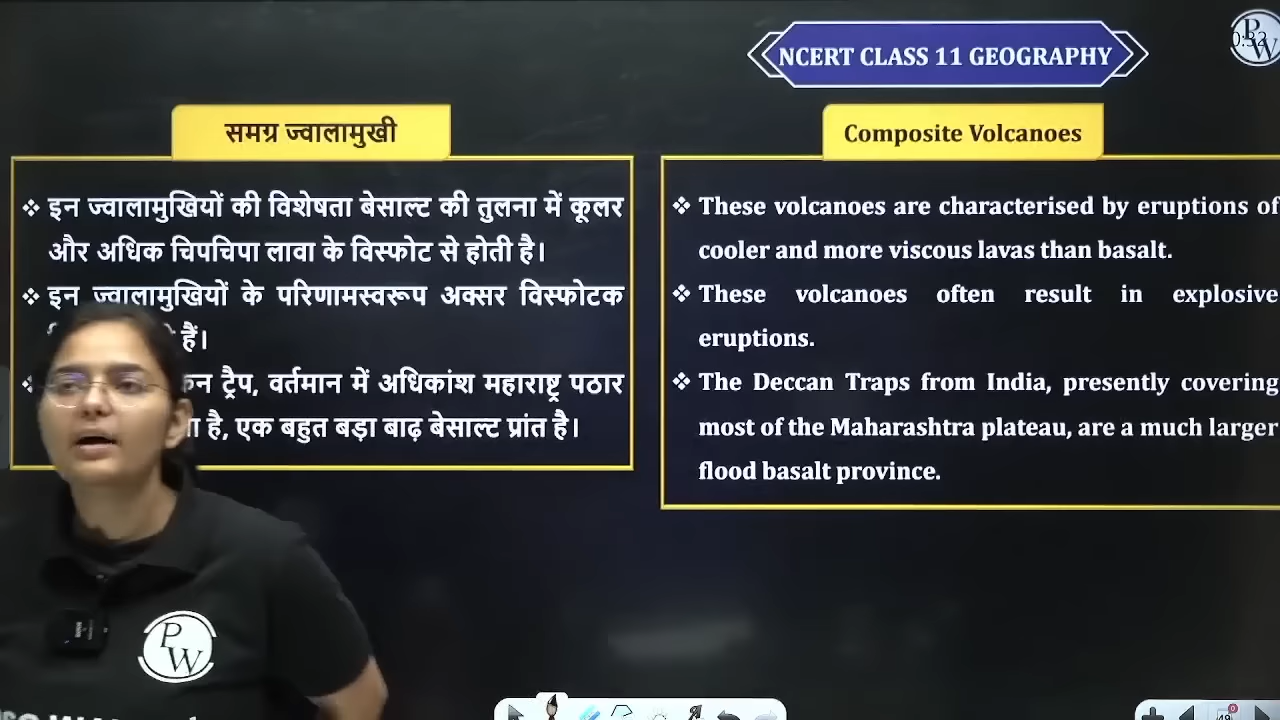 NCERT CLASS 11 GEOGRAPHY
PW
समग्र ज्वालामुखी
❖ इन ज्वालामुखियों की विशेषता बेसाल्ट की तुलना में कूलर
और अधिक चिपचिपा लावा के विस्फोट से होती है।
❖ इन ज्वालामुखियों के परिणामस्वरूप अक्सर विस्फोटक
हैं।
ट्रैप, वर्तमान में अधिकांश महाराष्ट्र पठार
है, एक बहुत बड़ा बाढ़ बेसाल्ट प्रांत है।
Composite Volcanoes
❖ These volcanoes are characterised by eruptions of
cooler and more viscous lavas than basalt.
❖ These volcanoes often result in explosive
eruptions.
❖ The Deccan Traps from India, presently covering
most of the Maharashtra plateau, are a much larger
flood basalt province.
PW